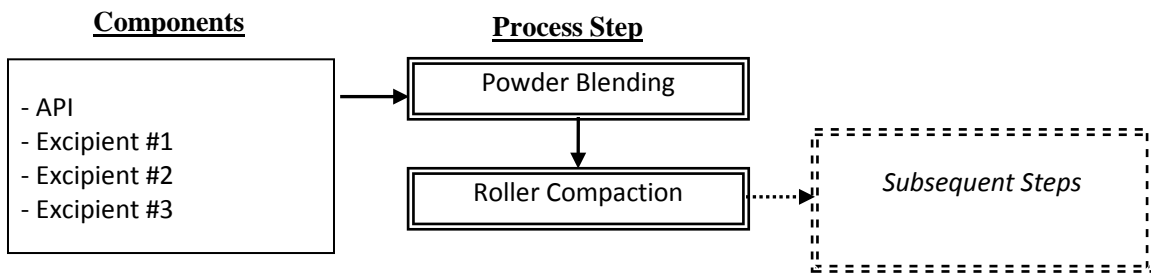 Components
Process Step
- API
- Excipient #1
- Excipient #2
- Excipient #3
Powder Blending
Roller Compaction
Subsequent Steps